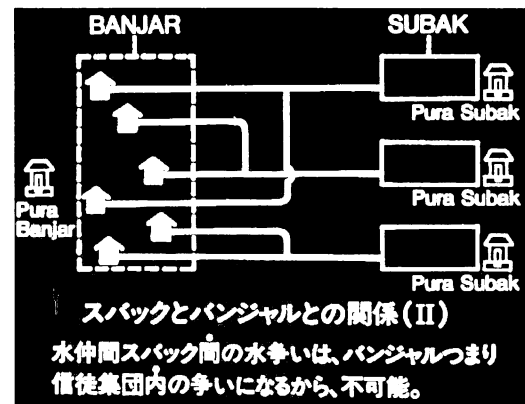 BANJAR
SUBAK
Pura Subak
Pura Subak
Pura
Banjar
Pura Subak
スバックとバンジャルとの関係(II)
水仲間スバック間の水争いは、バンジャルつまり
信徒集団内の争いになるから、不可能。